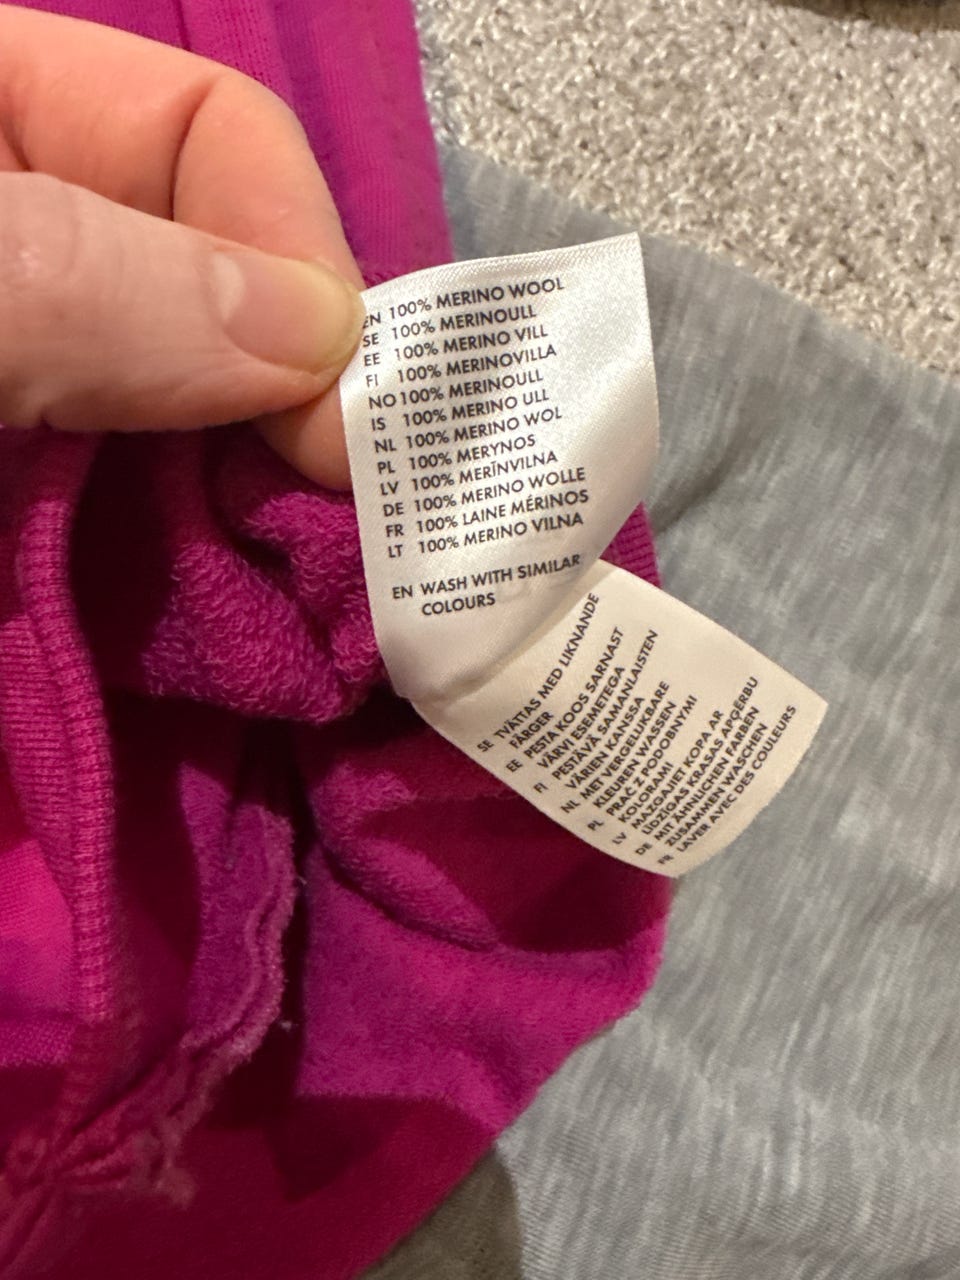 EN 100% MERINO WOOL
SE 100% MERINOULL
EE 100% MERINO VILL
FI 100% MERINOVILLA
NO 100% MERINOULL
IS 100% MERINO ULL
NL 100% MERINO WOL
PL 100% MERYNOS
LV 100% MERĪNVILNA
DE 100% MERINO WOLLE
FR 100% LAINE MÉRINOS
LT 100% MERINO VILNA
EN WASH WITH SIMILAR
COLOURS
SE TVÄTTAS MED LIKNANDE
FÄRGER
EE PESTA KOOS SARNAST
VÄRVI ESEMETEGA
FI PESTÄVÄ SAMANLAISTEN
VÄRIEN KANSSA
NL MET VERGELIJKBARE
KLEUREN WASSEN
PL PRAĆ Z PODOBNYMI
KOLORAMI
LV MAZGAJIET KOPA AR
LĪDZĪGAS KRASAS APĢĒRBU
DE MIT ÄHNLICHEN FARBEN
ZUSAMMEN WASCHEN
FR LAVER AVEC DES COULEURS